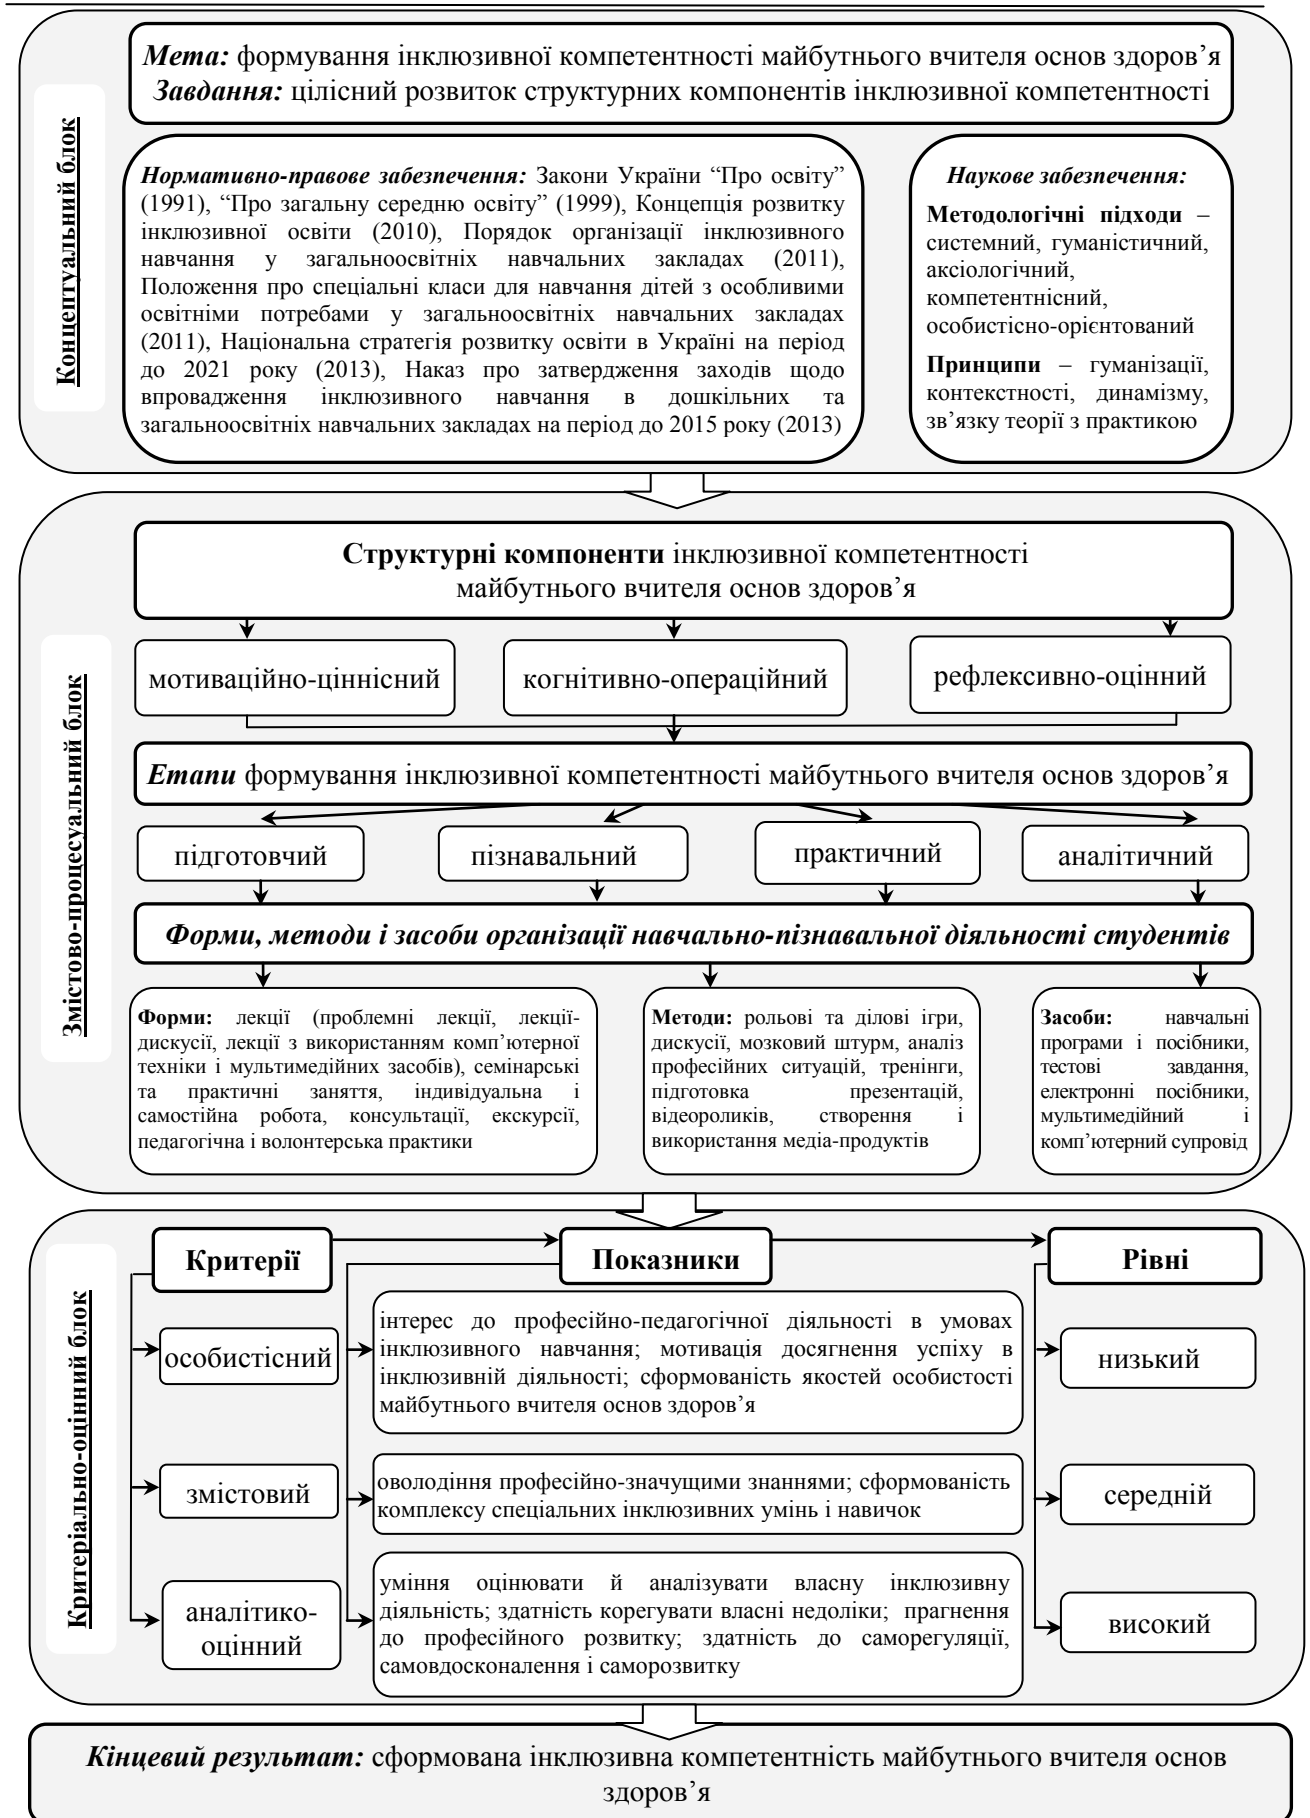 Концептуальний блок
Мета: формування інклюзивної компетентності майбутнього вчителя основ здоров’я
Завдання: цілісний розвиток структурних компонентів інклюзивної компетентності
Нормативно-правове забезпечення: Закони України “Про освіту”
(1991), “Про загальну середню освіту” (1999), Концепція розвитку
інклюзивної освіти (2010), Порядок організації інклюзивного
навчання у загальноосвітніх навчальних закладах (2011),
Положення про спеціальні класи для навчання дітей з особливими
освітніми потребами у загальноосвітніх навчальних закладах
(2011), Національна стратегія розвитку освіти в Україні на період
до 2021 року (2013), Наказ про затвердження заходів щодо
впровадження інклюзивного навчання в дошкільних та
загальноосвітніх навчальних закладах на період до 2015 року (2013)
Наукове забезпечення:
Методологічні підходи –
системний, гуманістичний,
аксіологічний,
компетентнісний,
особистісно-орієнтований
Принципи – гуманізації,
контекстності, динамізму,
зв’язку теорії з практикою
Змістово-процесуальний блок
Структурні компоненти інклюзивної компетентності
майбутнього вчителя основ здоров’я
мотиваційно-ціннісний
когнітивно-операційний
рефлексивно-оцінний
Етапи формування інклюзивної компетентності майбутнього вчителя основ здоров’я
підготовчий
пізнавальний
практичний
аналітичний
Форми, методи і засоби організації навчально-пізнавальної діяльності студентів
Форми: лекції (проблемні лекції, лекції-
дискусії, лекції з використанням комп’ютерної
техніки і мультимедійних засобів), семінарські
та практичні заняття, індивідуальна і
самостійна робота, консультації, екскурсії,
педагогічна і волонтерська практики
Методи: рольові та ділові ігри,
дискусії, мозковий штурм, аналіз
професійних ситуацій, тренінги,
підготовка презентацій,
відеороликів, створення і
використання медіа-продуктів
Засоби: навчальні
програми і посібники,
тестові завдання,
електронні посібники,
мультимедійний і
комп’ютерний супровід
Критеріально-оцінний блок
Критерії
Показники
Рівні
особистісний
інтерес до професійно-педагогічної діяльності в умовах
інклюзивного навчання; мотивація досягнення успіху в
інклюзивній діяльності; сформованість якостей особистості
майбутнього вчителя основ здоров’я
низький
змістовий
оволодіння професійно-значущими знаннями; сформованість
комплексу спеціальних інклюзивних умінь і навичок
середній
аналітико-
оцінний
уміння оцінювати й аналізувати власну інклюзивну
діяльність; здатність корегувати власні недоліки; прагнення
до професійного розвитку; здатність до саморегуляції,
самовдосконалення і саморозвитку
високий
Кінцевий результат: сформована інклюзивна компетентність майбутнього вчителя основ
здоров’я